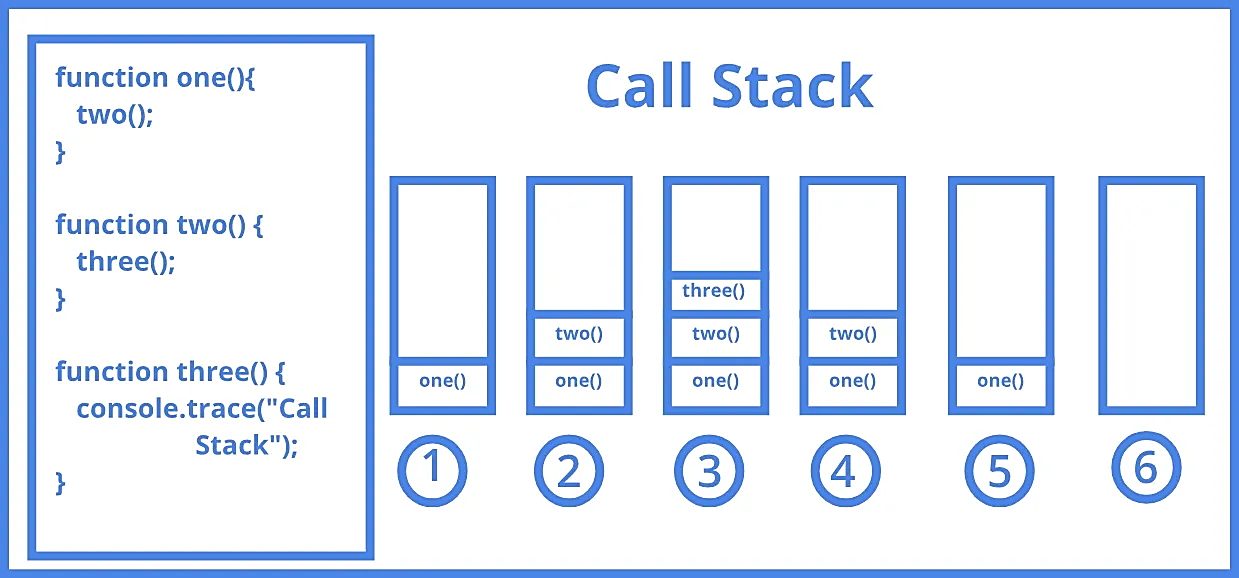 function one(){
two();
}
function two() {
three();
}
function three() {
console.trace("Call
Stack");
}
Call Stack
one()
two()
one()
three()
two()
one()
two()
one()
one()
1
2
3
4
5
6